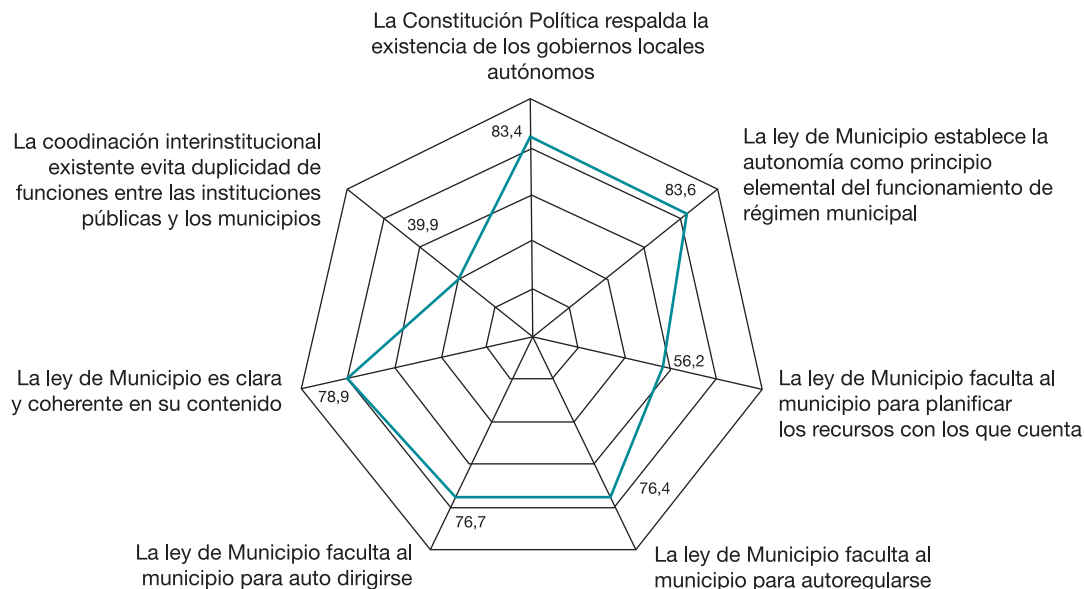 La Constitución Política respalda la
existencia de los gobiernos locales
autónomos
83,4
La ley de Municipio establece la
autonomía como principio
elemental del funcionamiento de
régimen municipal
83,6
La ley de Municipio faculta al
municipio para planificar
los recursos con los que cuenta
56,2
La ley de Municipio faculta al
municipio para autoregularse
76,4
La ley de Municipio faculta al
municipio para auto dirigirse
76,7
La ley de Municipio es clara
y coherente en su contenido
78,9
La coodinación interinstitucional
existente evita duplicidad de
funciones entre las instituciones
públicas y los municipios
39,9